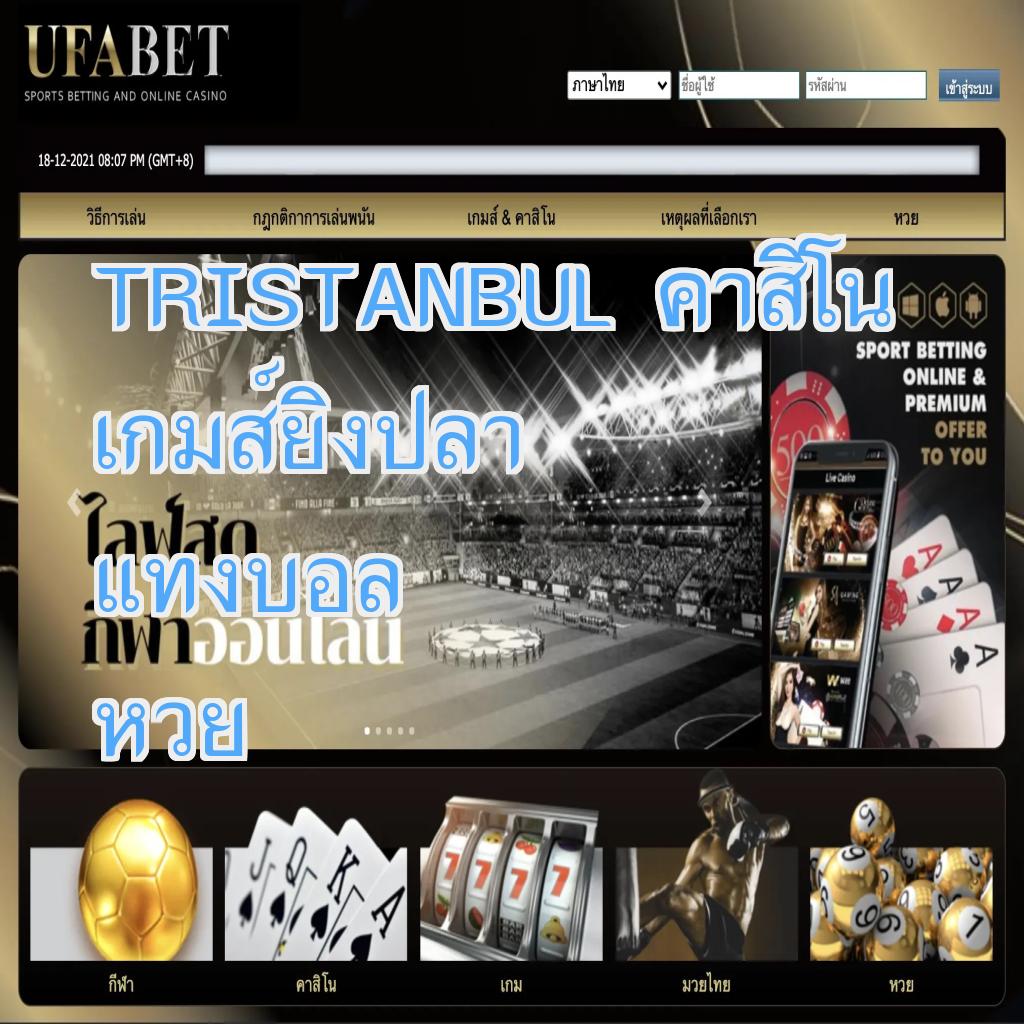 UFABET
SPORTS BETTING AND ONLINE CASINO
ภาษาไทย ชื่อผู้ใช้ รหัสผ่าน เข้าสู่ระบบ
18-12-2021 08:07 PM (GMT+8)
วิธีการเล่น กฎกติกาการเล่นพนัน เกมส์ & คาสิโน เหตุผลที่เลือกเรา หวย
TRISTANBUL คาสิโน
เกมส์ยิงปลา
แทงบอล
หวย
ไลฟ์สด
กีฬาออนไลน์
SPORT BETTING
ONLINE &
PREMIUM
OFFER
TO YOU
500
Live Casino
A
A
A
A
J Q K A
7 7 7 7
กีฬา คาสิโน เกม มวยไทย หวย